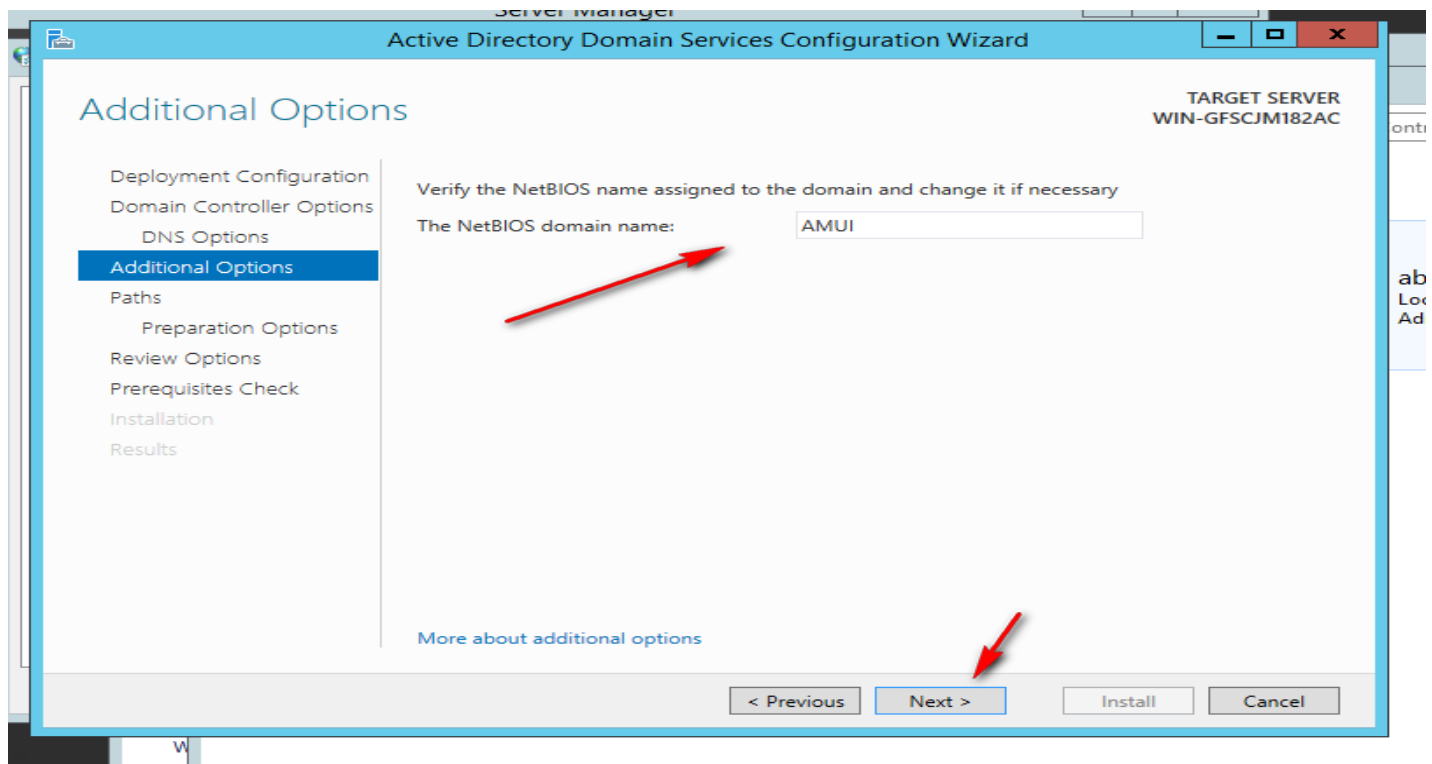 Server Manager
Active Directory Domain Services Configuration Wizard
Additional Options
TARGET SERVER
WIN-GFSCJM182AC
Deployment Configuration
Domain Controller Options
DNS Options
Additional Options
Paths
Preparation Options
Review Options
Prerequisites Check
Installation
Results
Verify the NetBIOS name assigned to the domain and change it if necessary
The NetBIOS domain name: AMUI
More about additional options
< Previous Next > Install Cancel